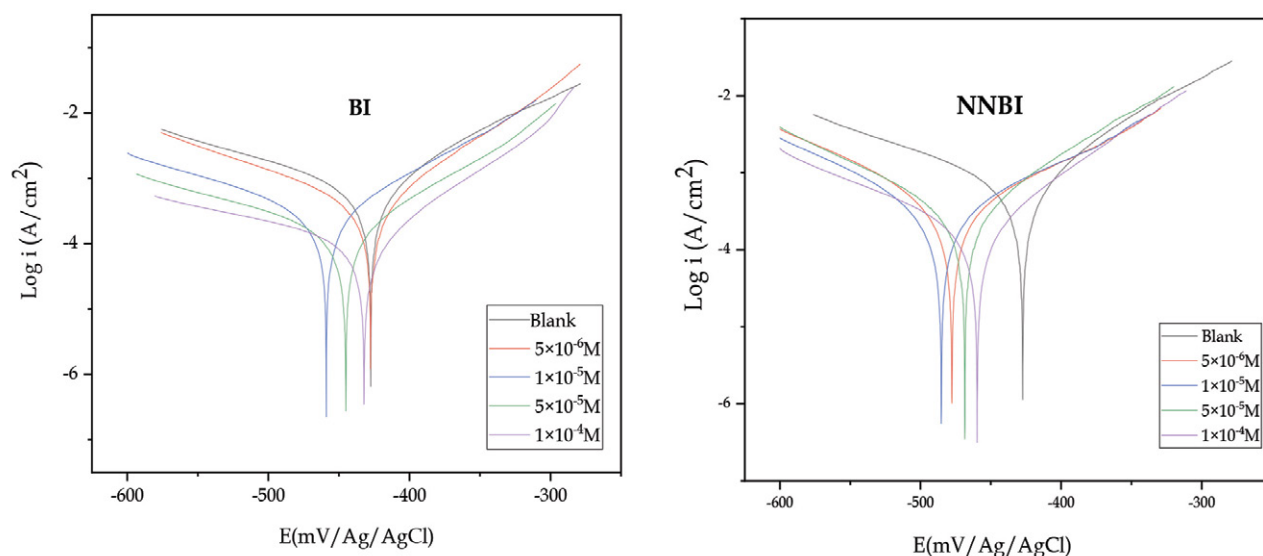 BI
Log i (A/cm²)
-2
-4
-6
Blank
5×10⁻⁶M
1×10⁻⁵M
5×10⁻⁵M
1×10⁻⁴M
-600
-500
-400
-300
E(mV/Ag/AgCl)
NNBI
Log i (A/cm²)
-2
-4
-6
Blank
5×10⁻⁶M
1×10⁻⁵M
5×10⁻⁵M
1×10⁻⁴M
-600
-500
-400
-300
E(mV/Ag/AgCl)